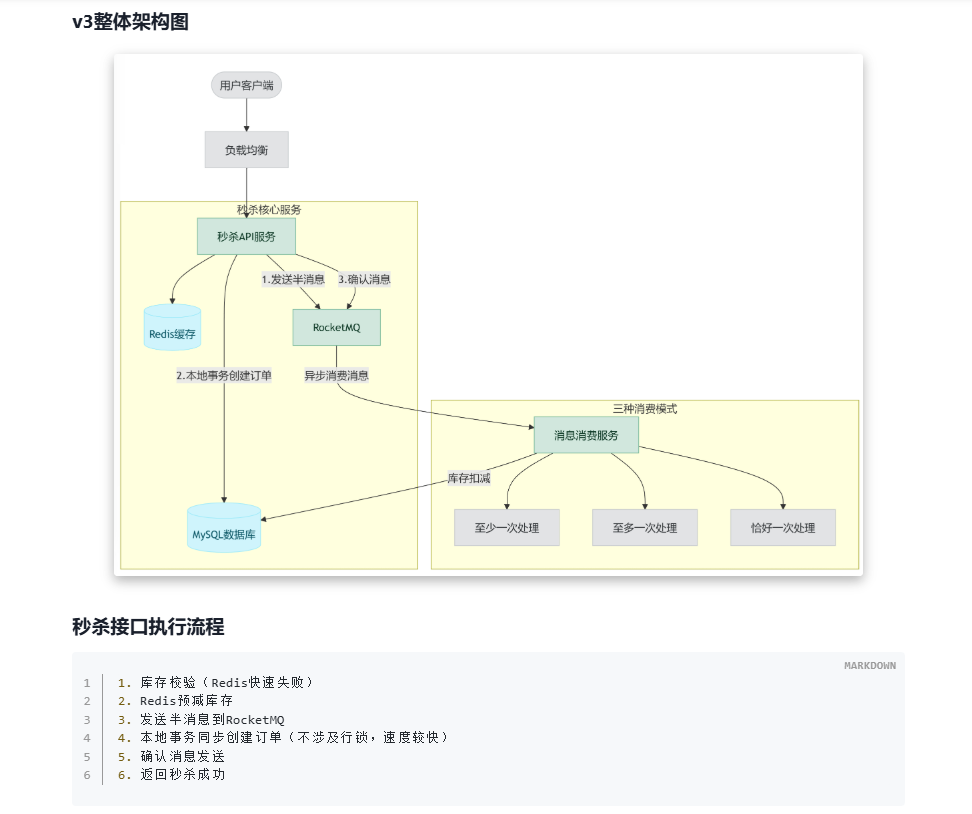 v3整体架构图
用户客户端
负载均衡
秒杀核心服务
秒杀API服务
1.发送半消息
3.确认消息
Redis缓存
RocketMQ
2.本地事务创建订单
异步消费消息
三种消费模式
消息消费服务
库存扣减
MySQL数据库
至少一次处理
至多一次处理
恰好一次处理
秒杀接口执行流程
MARKDOWN
1 1. 库存校验（Redis快速失败）
2 2. Redis预减库存
3 3. 发送半消息到RocketMQ
4 4. 本地事务同步创建订单（不涉及行锁，速度较快）
5 5. 确认消息发送
6 6. 返回秒杀成功